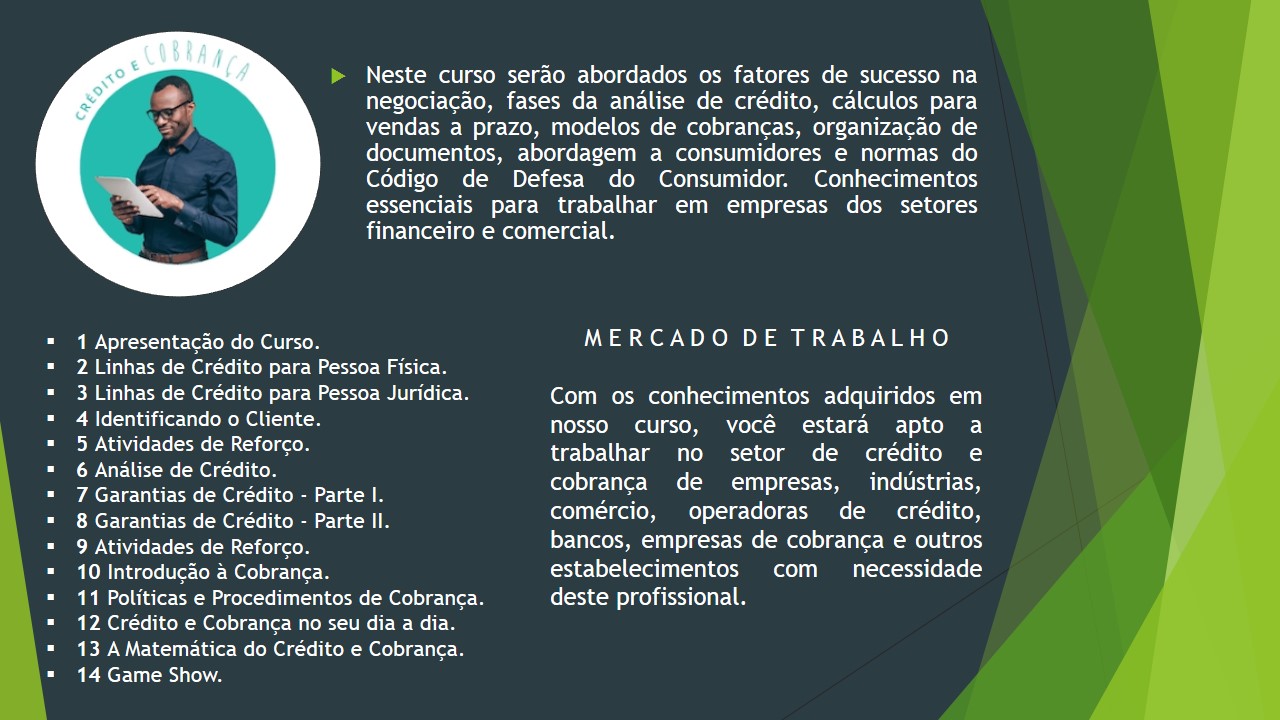 CRÉDITO E COBRANÇA
Neste curso serão abordados os fatores de sucesso na
negociação, fases da análise de crédito, cálculos para
vendas a prazo, modelos de cobranças, organização de
documentos, abordagem a consumidores e normas do
Código de Defesa do Consumidor. Conhecimentos
essenciais para trabalhar em empresas dos setores
financeiro e comercial.
1 Apresentação do Curso.
2 Linhas de Crédito para Pessoa Física.
3 Linhas de Crédito para Pessoa Jurídica.
4 Identificando o Cliente.
5 Atividades de Reforço.
6 Análise de Crédito.
7 Garantias de Crédito - Parte I.
8 Garantias de Crédito - Parte II.
9 Atividades de Reforço.
10 Introdução à Cobrança.
11 Políticas e Procedimentos de Cobrança.
12 Crédito e Cobrança no seu dia a dia.
13 A Matemática do Crédito e Cobrança.
14 Game Show.
MERCADO DE TRABALHO
Com os conhecimentos adquiridos em
nosso curso, você estará apto a
trabalhar no setor de crédito e
cobrança de empresas, indústrias,
comércio, operadoras de crédito,
bancos, empresas de cobrança e outros
estabelecimentos com necessidade
deste profissional.